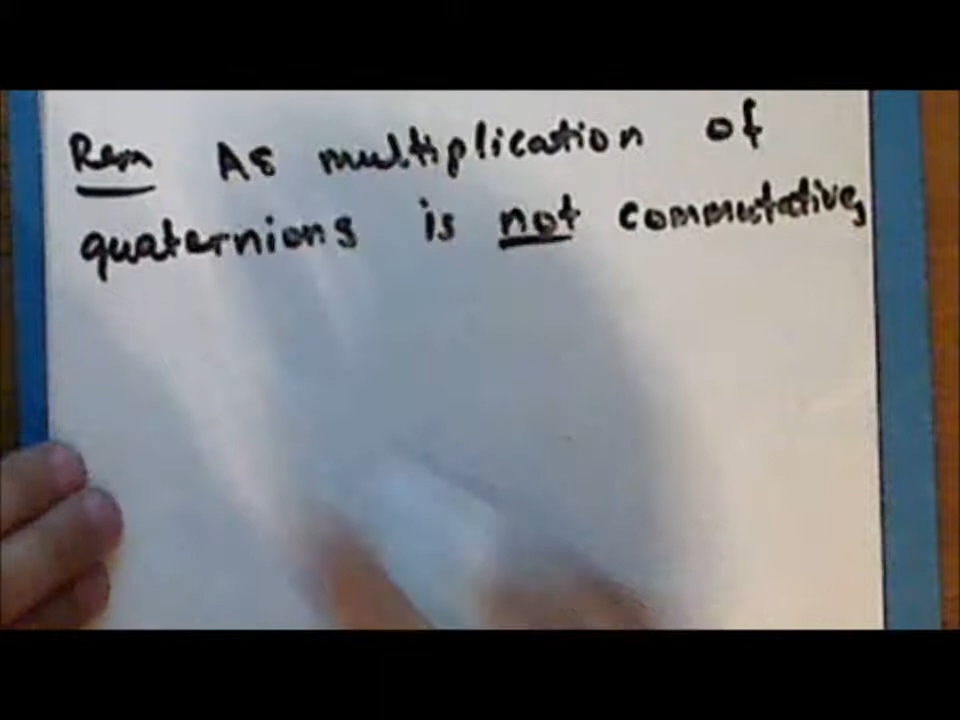 Rem As multiplication of
quaternions is not commutative,